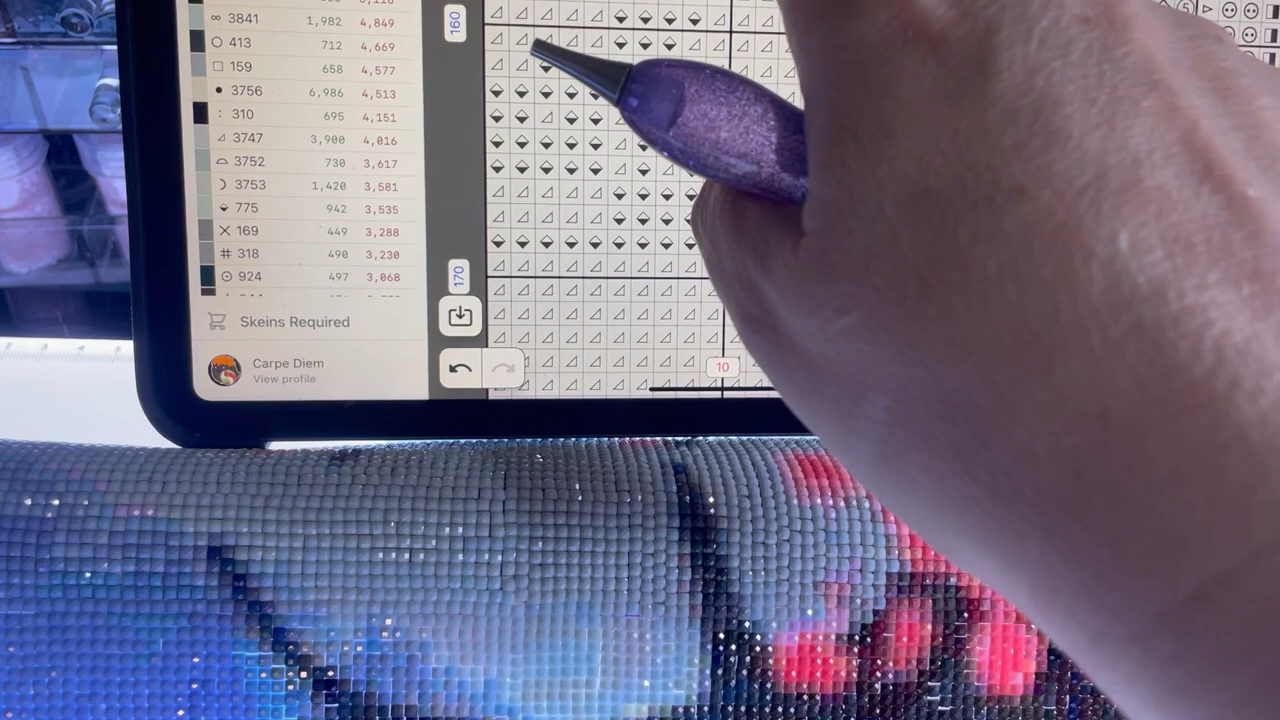 ∞ 3841 1,982 4,849
○ 413 712 4,669
□ 159 658 4,577
● 3756 6,986 4,513
: 310 695 4,151
⊿ 3747 3,900 4,016
⌓ 3752 730 3,617
☽ 3753 1,420 3,581
⬙ 775 942 3,535
✕ 169 449 3,288
# 318 490 3,230
⊙ 924 497 3,068
Skeins Required
Carpe Diem
View profile
160
170
10
5